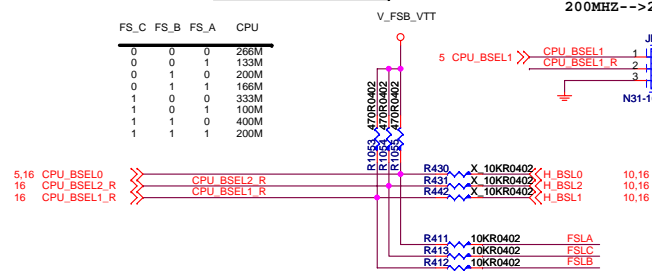 200MHZ-->2
V_FSB_VTT
FS_C FS_B FS_A CPU
0 0 0 266M
0 0 1 133M
0 1 0 200M
0 1 1 166M
1 0 0 333M
1 0 1 100M
1 1 0 400M
1 1 1 200M
5 CPU_BSEL1
CPU_BSEL1 1
CPU_BSEL1_R 2
3
N31-1
470R0402
470R0402
470R0402
R1053
R1054
R1055
5,16 CPU_BSEL0 R430 X_10KR0402 H_BSL0 10,16
16 CPU_BSEL2_R CPU_BSEL2_R R431 X_10KR0402 H_BSL2 10,16
16 CPU_BSEL1_R CPU_BSEL1_R R442 X_10KR0402 H_BSL1 10,16
R411 10KR0402 FSLA
R413 10KR0402 FSLC
R412 10KR0402 FSLB